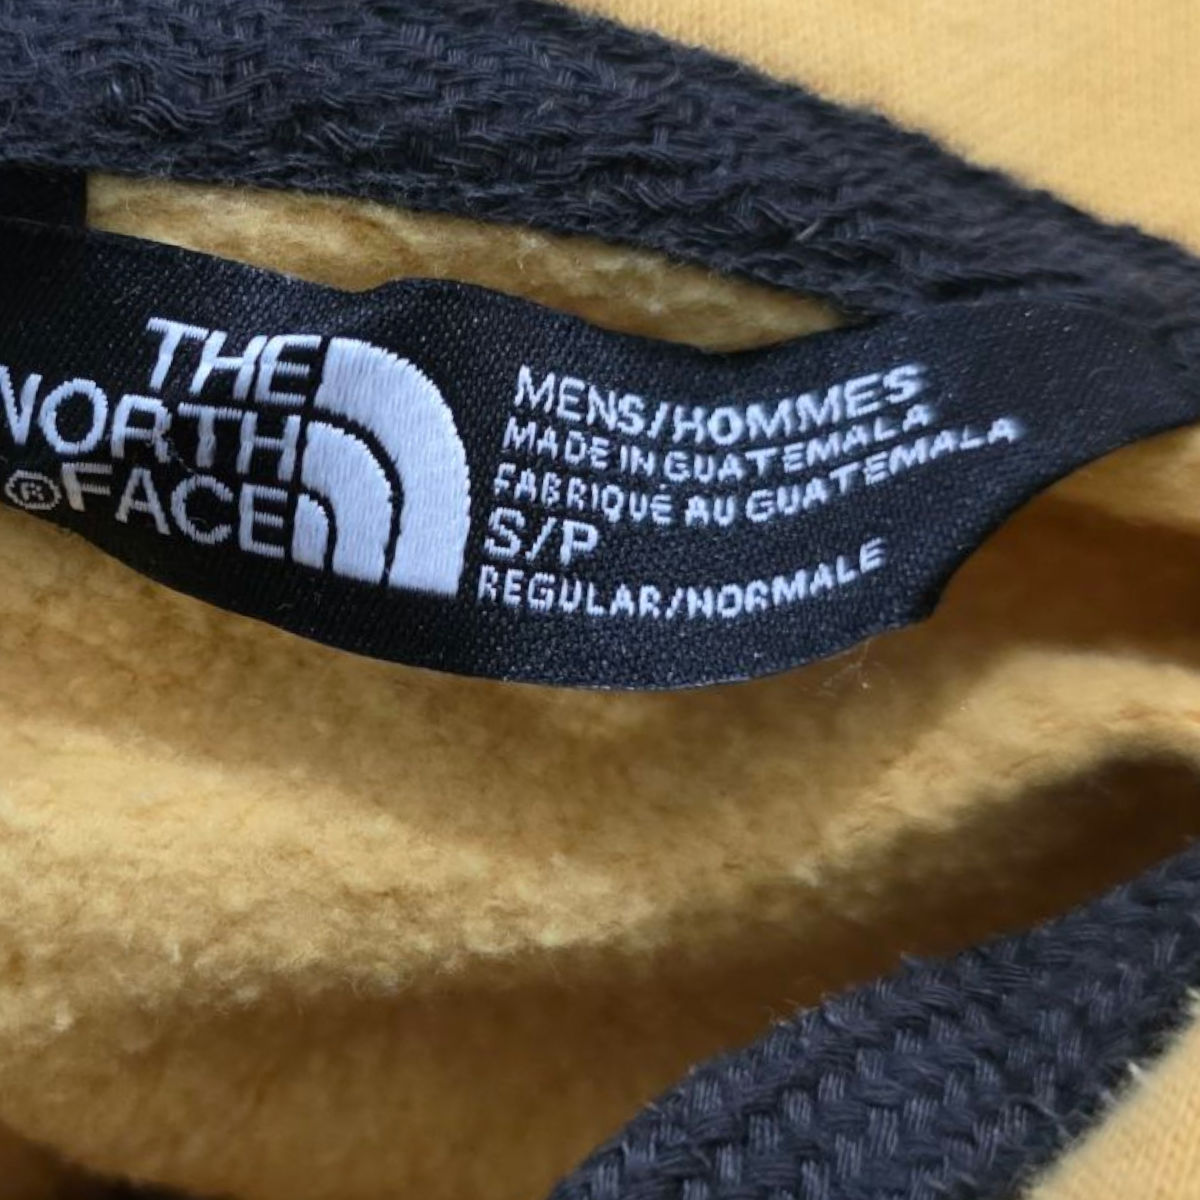 THE
NORTH
®FACE
MENS/HOMMES
MADE IN GUATEMALA
FABRIQUÉ AU GUATEMALA
S/P
REGULAR/NORMALE